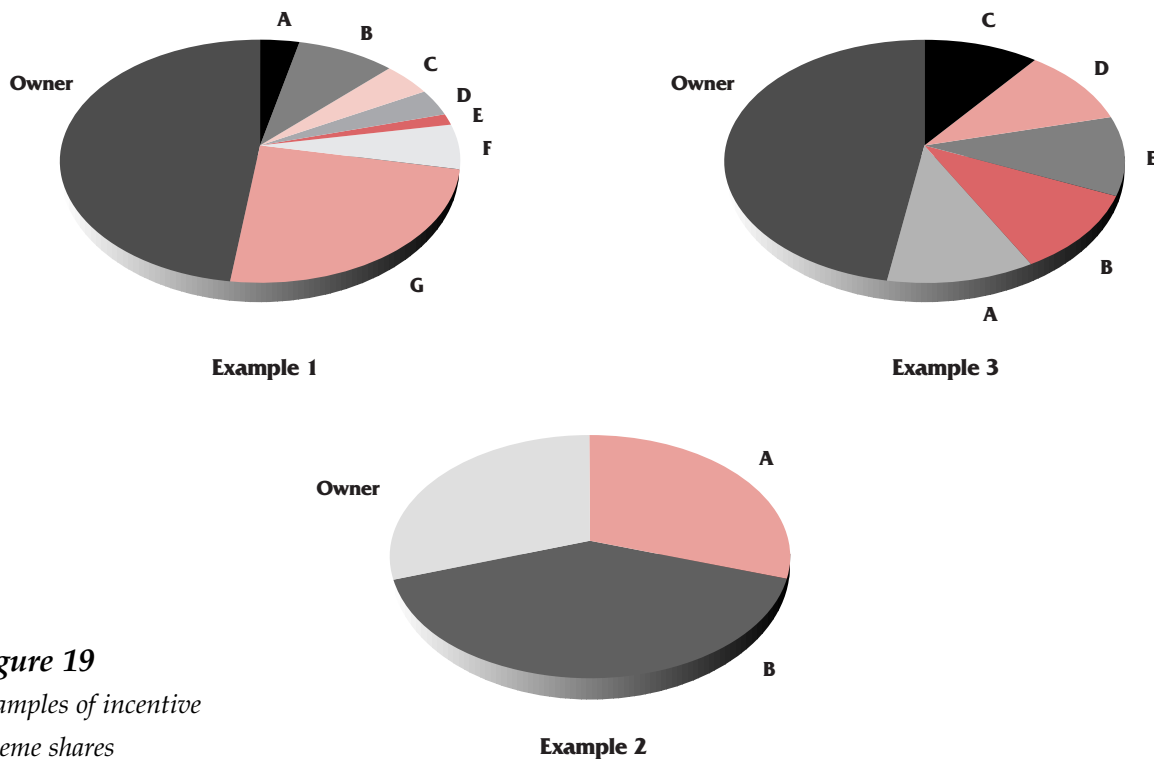 A
B
C
D
E
F
G
Owner
Example 1
C
D
B
A
Owner
Example 3
A
B
Owner
Example 2
gure 19
amples of incentive
eme shares